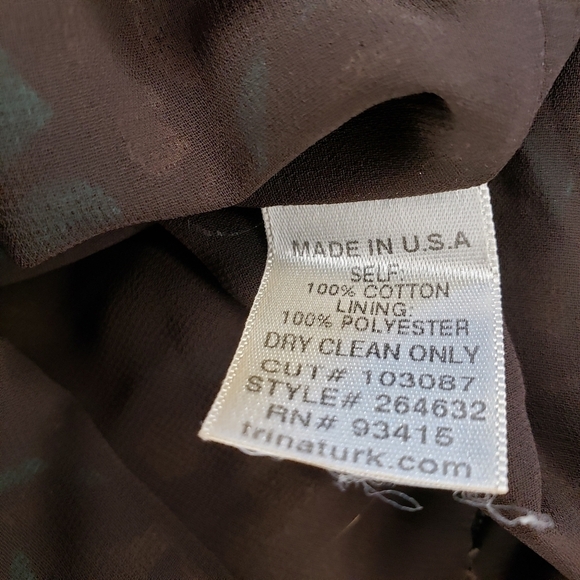 MADE IN U.S.A
SELF:
100% COTTON
LINING:
100% POLYESTER
DRY CLEAN ONLY
CUT# 103087
STYLE# 264632
RN# 93415
trinaturk.com